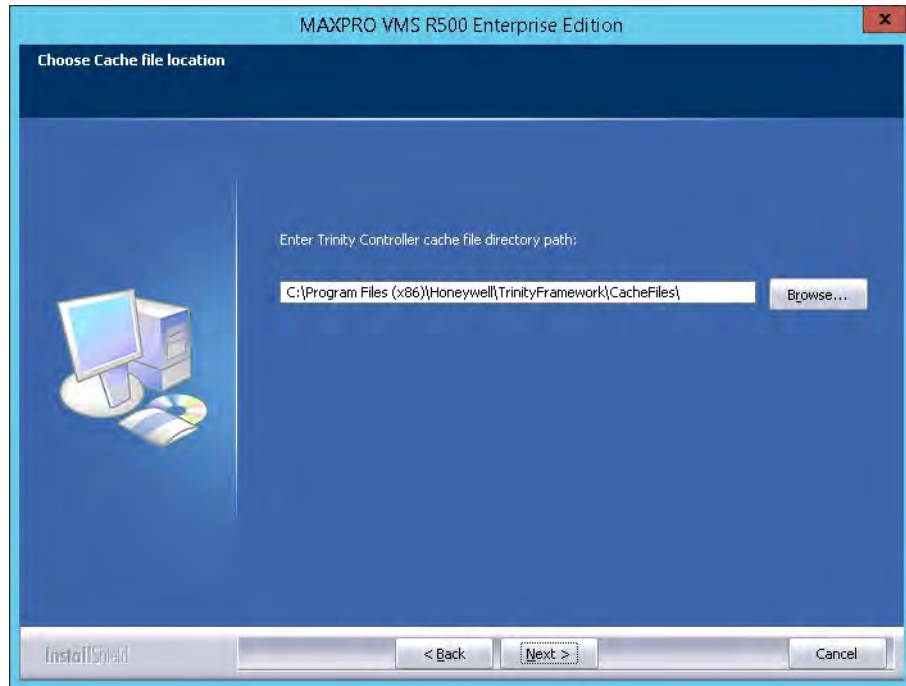 MAXPRO VMS R500 Enterprise Edition
x
Choose Cache file location
Enter Trinity Controller cache file directory path:
C:\Program Files (x86)\Honeywell\TrinityFramework\CacheFiles\
Browse...
InstallShield
< Back
Next >
Cancel